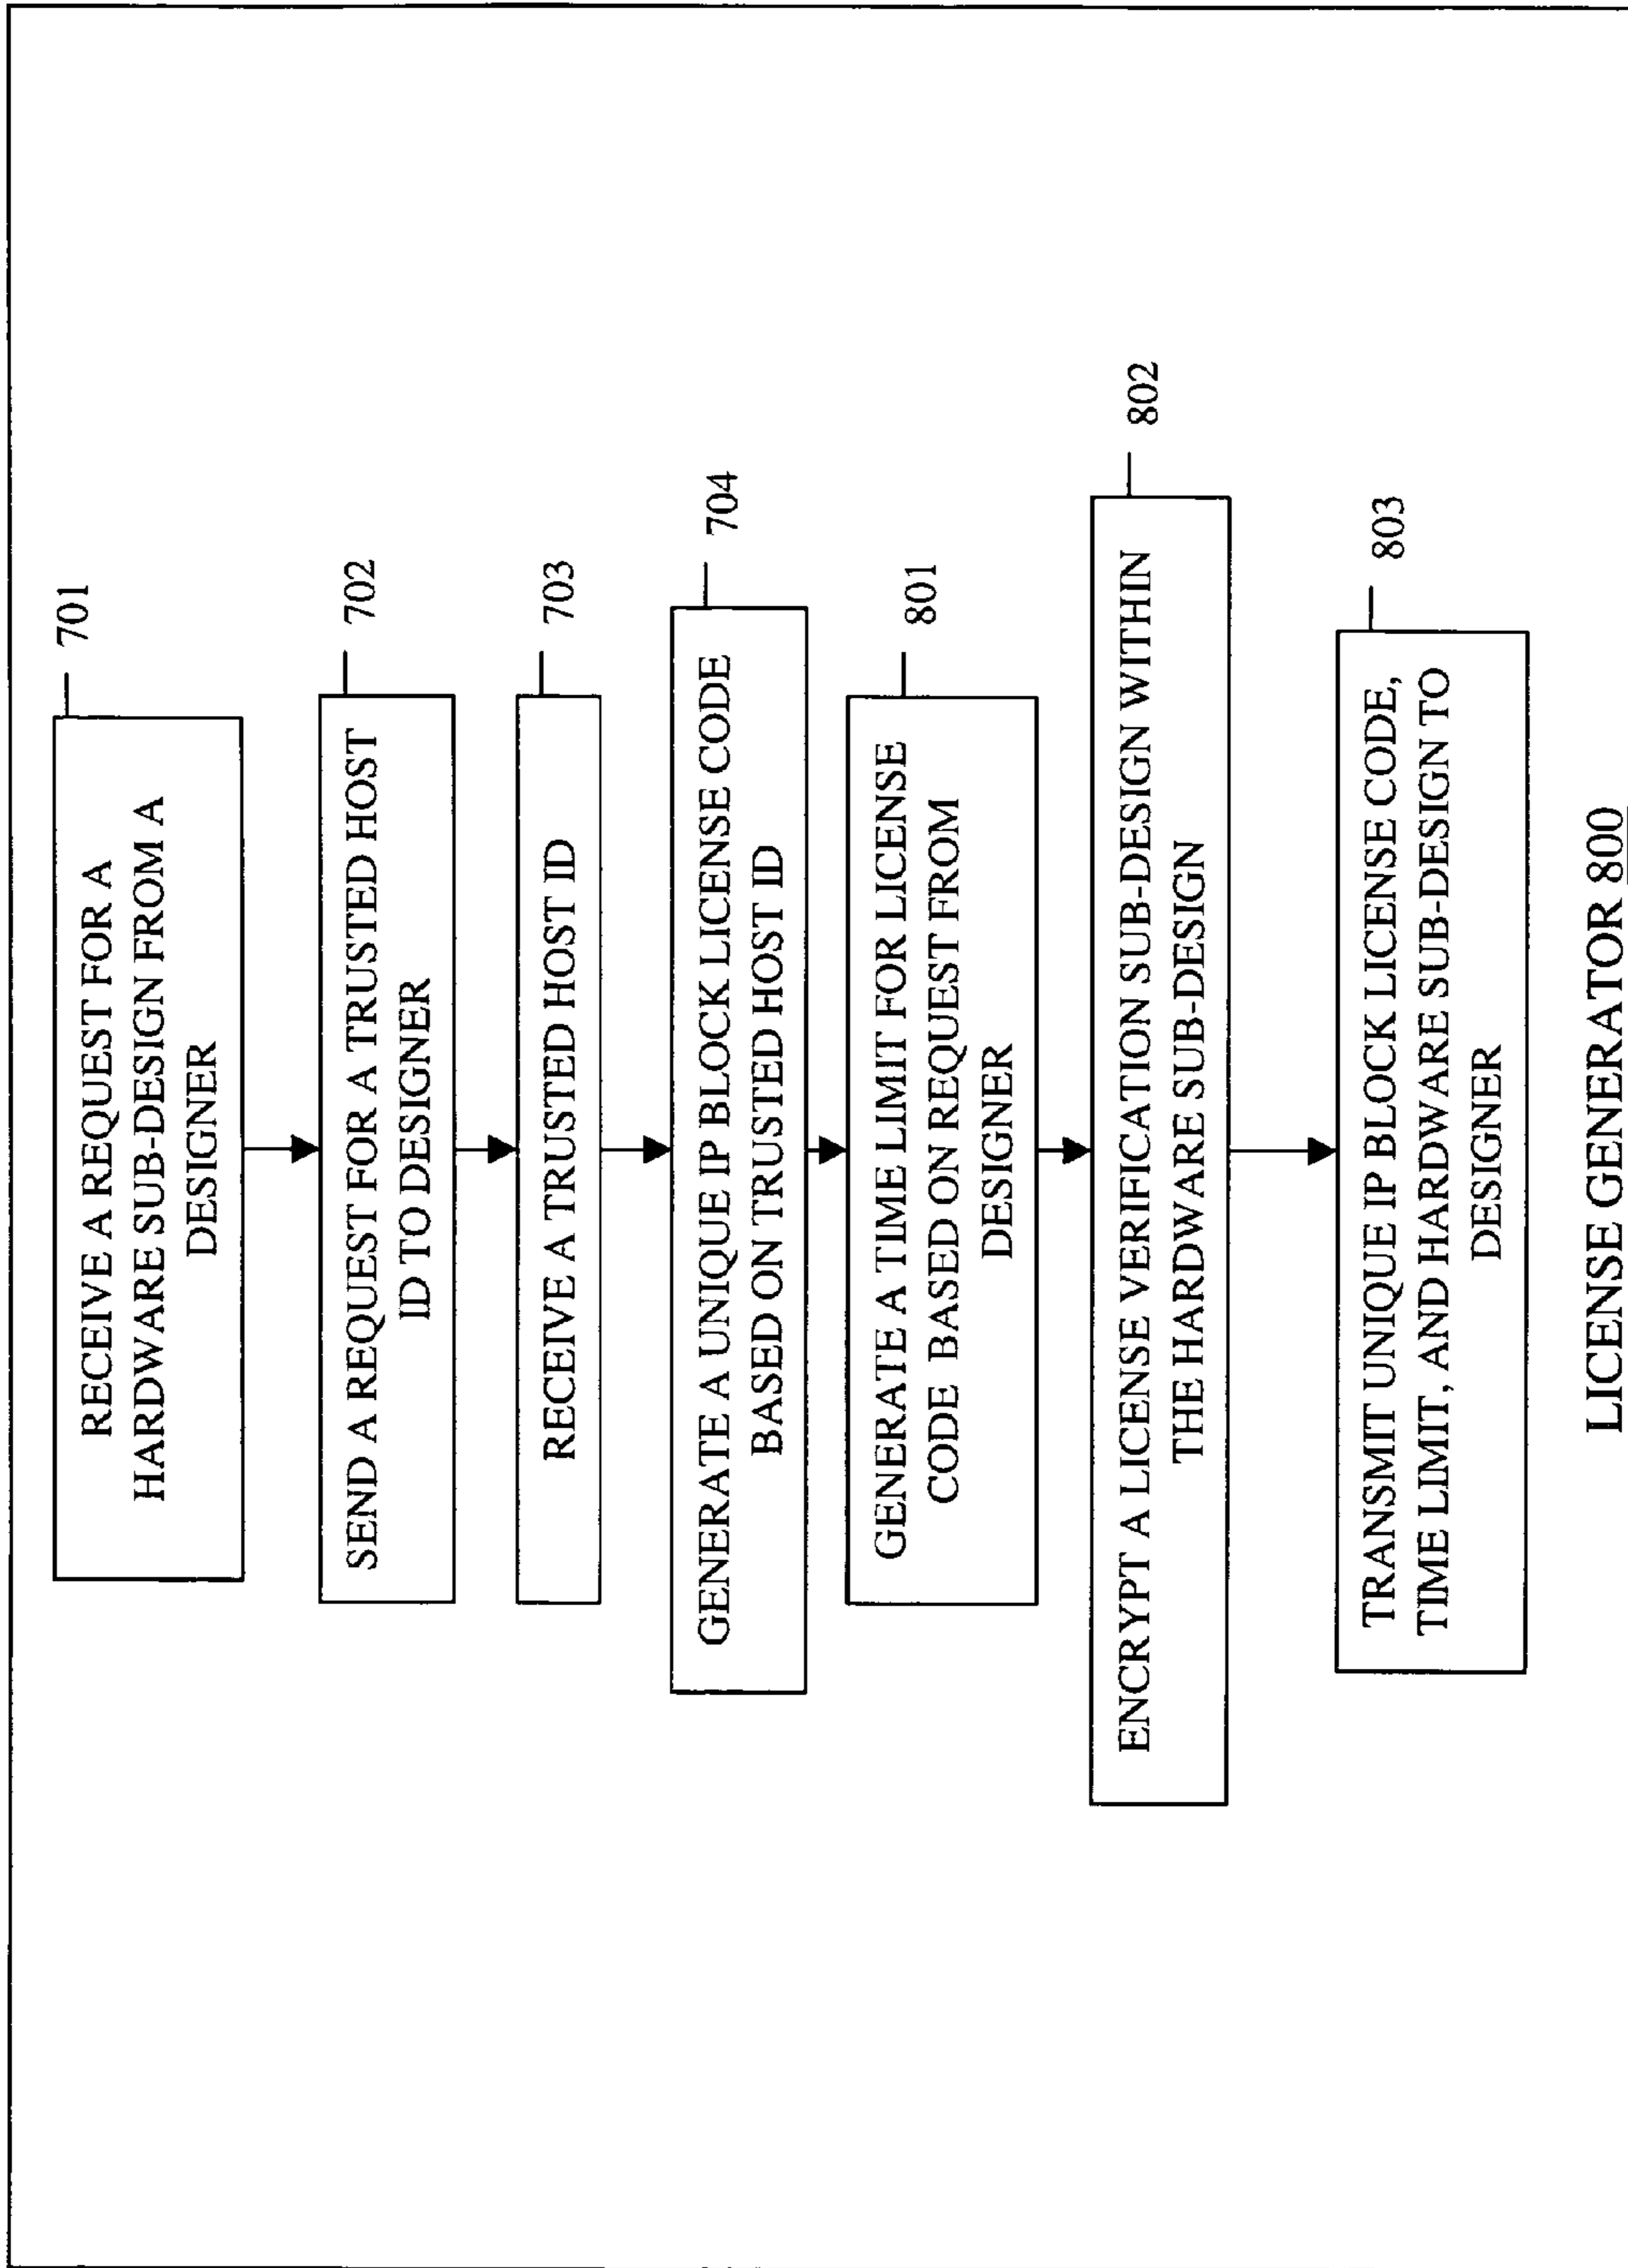 RECEIVE A REQUEST FOR A
HARDWARE SUB-DESIGN FROM A
DESIGNER
701
SEND A REQUEST FOR A TRUSTED HOST
ID TO DESIGNER
702
RECEIVE A TRUSTED HOST ID
703
GENERATE A UNIQUE IP BLOCK LICENSE CODE
BASED ON TRUSTED HOST ID
704
GENERATE A TIME LIMIT FOR LICENSE
CODE BASED ON REQUEST FROM
DESIGNER
801
ENCRYPT A LICENSE VERIFICATION SUB-DESIGN WITHIN
THE HARDWARE SUB-DESIGN
802
TRANSMIT UNIQUE IP BLOCK LICENSE CODE,
TIME LIMIT, AND HARDWARE SUB-DESIGN TO
DESIGNER
803
LICENSE GENERATOR 800